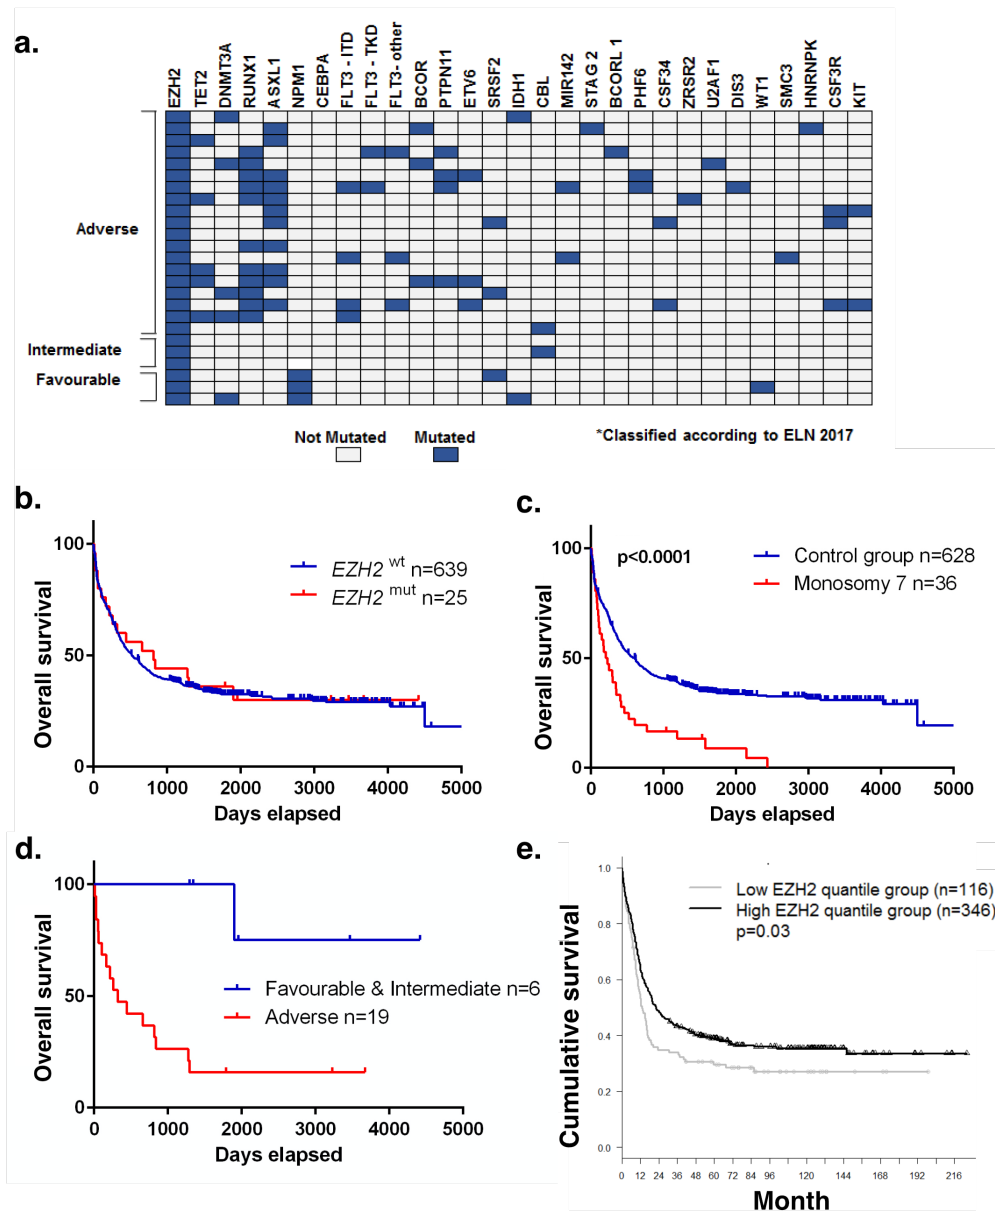 a.
EZH2
TET2
DNMT3A
RUNX1
ASXL1
NPM1
CEBPA
FLT3 - ITD
FLT3 - TKD
FLT3- other
BCOR
PTPN11
ETV6
SRSF2
IDH1
CBL
MIR142
STAG 2
BCORL 1
PHF6
CSF34
ZRSR2
U2AF1
DIS3
WT1
SMC3
HNRNPK
CSF3R
KIT
Adverse
Intermediate
Favourable
Not Mutated
Mutated
*Classified according to ELN 2017
b.
Overall survival
100
50
0
EZH2 wt n=639
EZH2 mut n=25
0 1000 2000 3000 4000 5000
Days elapsed
c.
Overall survival
100
50
0
p<0.0001
Control group n=628
Monosomy 7 n=36
0 1000 2000 3000 4000 5000
Days elapsed
d.
Overall survival
100
50
0
Favourable & Intermediate n=6
Adverse n=19
0 1000 2000 3000 4000 5000
Days elapsed
e.
Cumulative survival
1.0
0.8
0.6
0.4
0.2
0.0
Low EZH2 quantile group (n=116)
High EZH2 quantile group (n=346)
p=0.03
0 12 24 36 48 60 72 84 96 120 144 168 192 216
Month